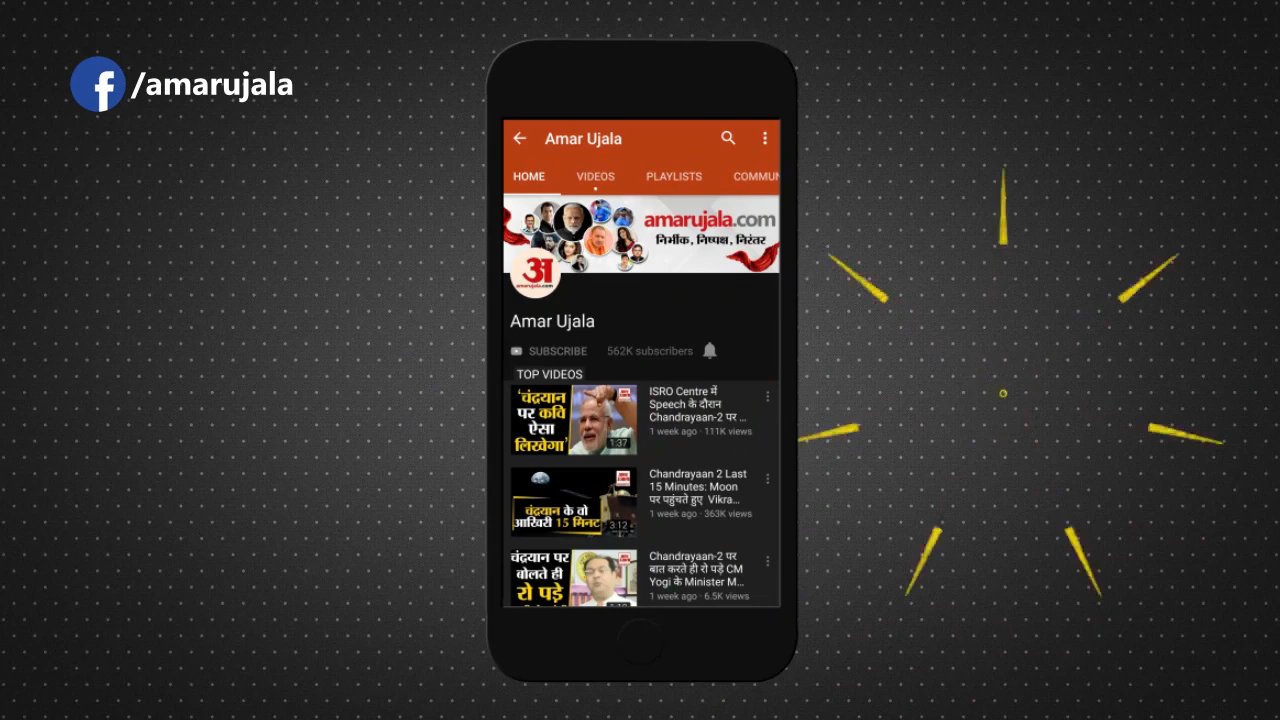 /amarujala
Amar Ujala
HOME VIDEOS PLAYLISTS COMMUN
amarujala.com
निर्भीक, निष्पक्ष, निरंतर
अ
amarujala.com
Amar Ujala
SUBSCRIBE 562K subscribers
TOP VIDEOS
'चंद्रयान
पर कवि
ऐसा
लिखेगा'
1:37
ISRO Centre में
Speech के दौरान
Chandrayaan-2 पर ...
1 week ago · 111K views
चंद्रयान के वो
आखिरी 15 मिनट
3:12
Chandrayaan 2 Last
15 Minutes: Moon
पर पहुंचते हुए Vikra...
1 week ago · 363K views
चंद्रयान पर
बोलते ही
रो पड़े
Chandrayaan-2 पर
बात करते ही रो पड़े CM
Yogi के Minister M...
1 week ago · 6.5K views